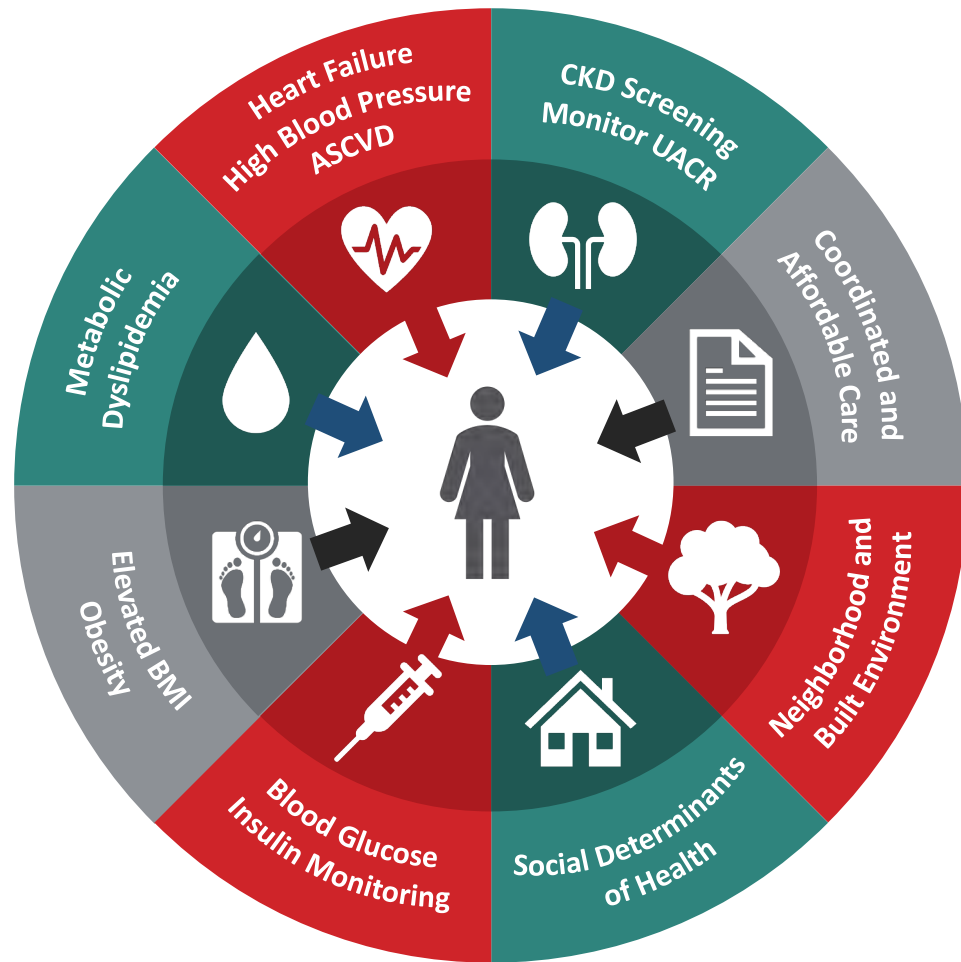 Heart Failure
High Blood Pressure
ASCVD
CKD Screening
Monitor UACR
Coordinated and
Affordable Care
Neighborhood and
Built Environment
Social Determinants
of Health
Blood Glucose
Insulin Monitoring
Elevated BMI
Obesity
Metabolic
Dyslipidemia